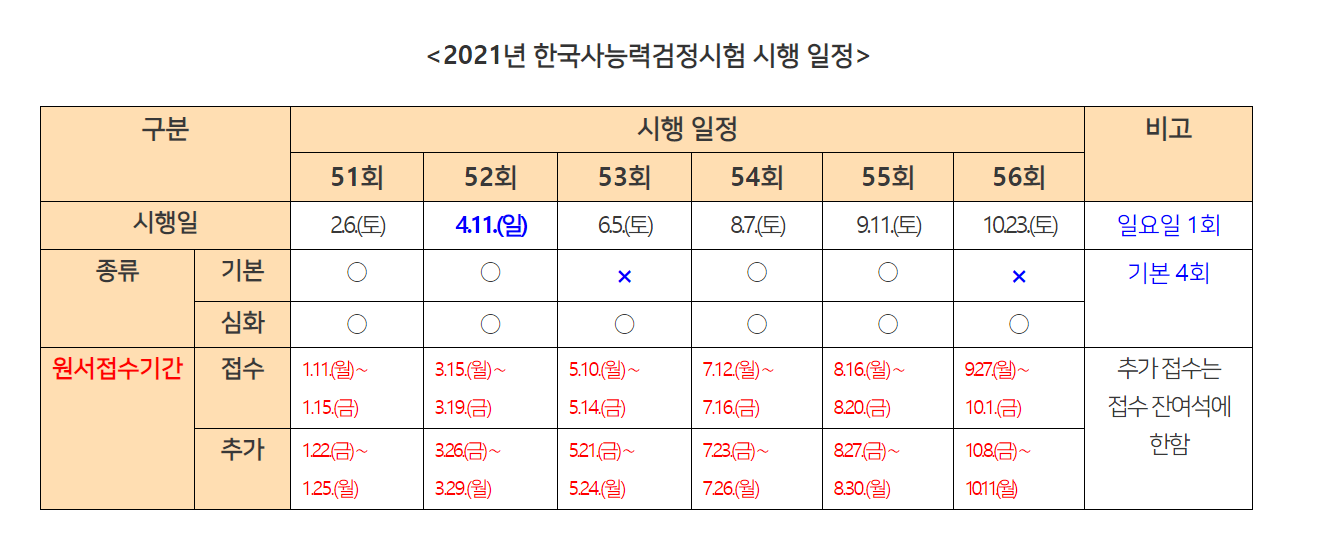 <2021년 한국사능력검정시험 시행 일정>
구분 시행 일정 비고
51회 52회 53회 54회 55회 56회
시행일 2.6.(토) 4.11.(일) 6.5.(토) 8.7.(토) 9.11.(토) 10.23.(토) 일요일 1회
종류 기본 ○ ○ × ○ ○ × 기본 4회
심화 ○ ○ ○ ○ ○ ○
원서접수기간 접수 1.11.(월)~ 3.15.(월)~ 5.10.(월)~ 7.12.(월)~ 8.16.(월)~ 9.27.(월)~ 추가 접수는
1.15.(금) 3.19.(금) 5.14.(금) 7.16.(금) 8.20.(금) 10.1.(금) 접수 잔여석에
한함
추가 1.22.(금)~ 3.26.(금)~ 5.21.(금)~ 7.23.(금)~ 8.27.(금)~ 10.8.(금)~
1.25.(월) 3.29.(월) 5.24.(월) 7.26.(월) 8.30.(월) 10.11(월)